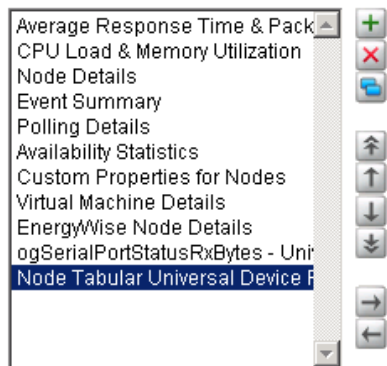 Average Response Time & Pack
CPU Load & Memory Utilization
Node Details
Event Summary
Polling Details
Availability Statistics
Custom Properties for Nodes
Virtual Machine Details
EnergyWise Node Details
ogSerialPortStatusRxBytes - Uni
Node Tabular Universal Device